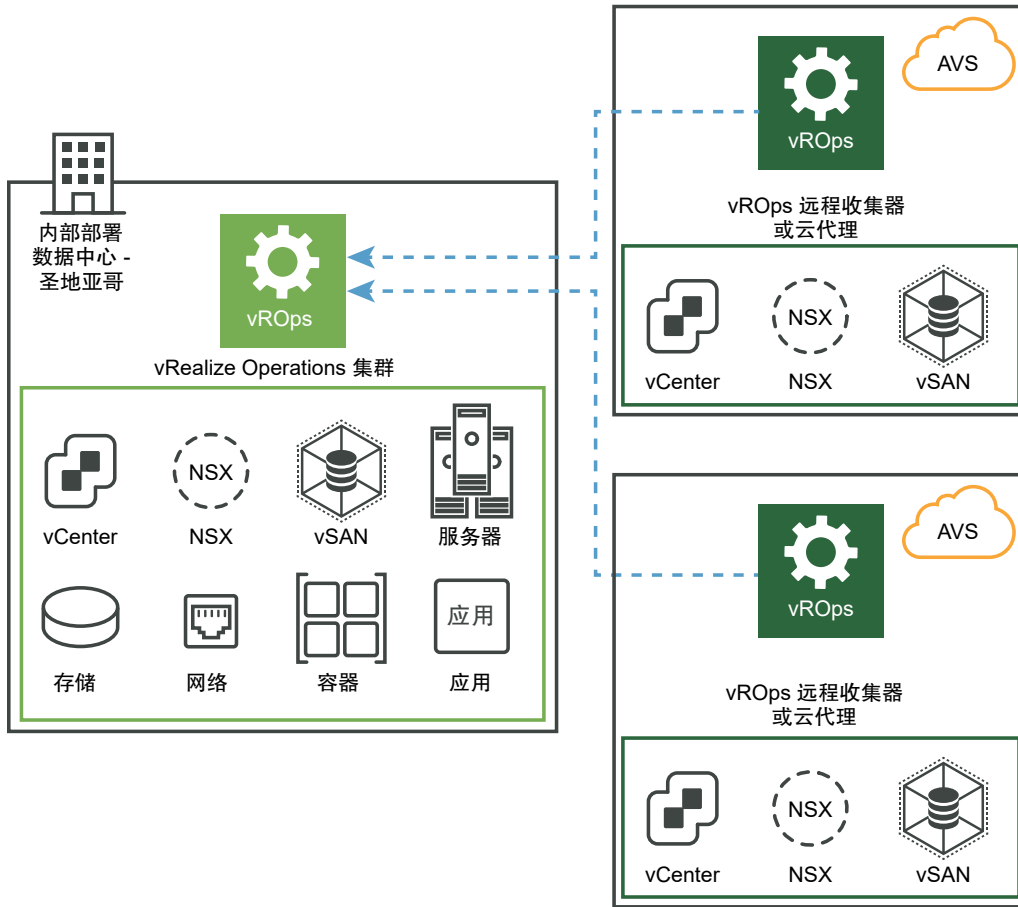 内部部署
数据中心 -
圣地亚哥
vROps
vRealize Operations 集群
NSX
vCenter
NSX
vSAN
服务器
应用
存储
网络
容器
应用
AVS
vROps
vROps 远程收集器
或云代理
NSX
vCenter
NSX
vSAN
AVS
vROps
vROps 远程收集器
或云代理
NSX
vCenter
NSX
vSAN